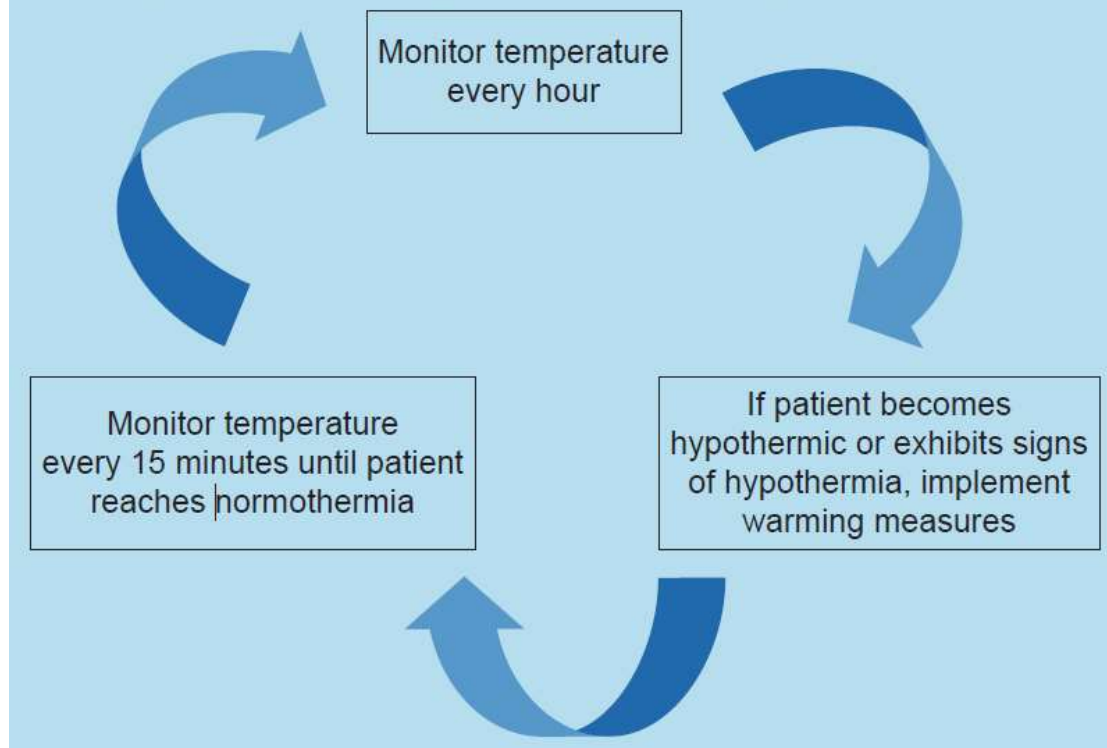 Monitor temperature
every hour
If patient becomes
hypothermic or exhibits signs
of hypothermia, implement
warming measures
Monitor temperature
every 15 minutes until patient
reaches normothermia